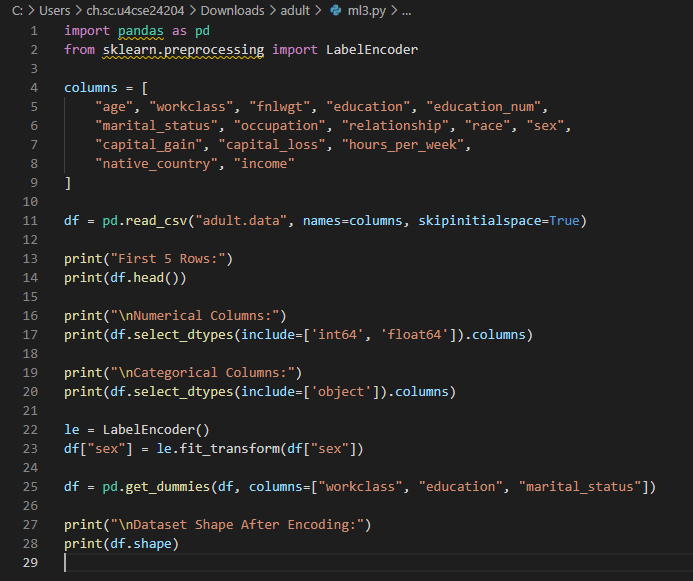 C: > Users > ch.sc.u4cse24204 > Downloads > adult > ml3.py > ...
1 import pandas as pd
2 from sklearn.preprocessing import LabelEncoder
3
4 columns = [
5     "age", "workclass", "fnlwgt", "education", "education_num",
6     "marital_status", "occupation", "relationship", "race", "sex",
7     "capital_gain", "capital_loss", "hours_per_week",
8     "native_country", "income"
9 ]
10
11 df = pd.read_csv("adult.data", names=columns, skipinitialspace=True)
12
13 print("First 5 Rows:")
14 print(df.head())
15
16 print("\nNumerical Columns:")
17 print(df.select_dtypes(include=['int64', 'float64']).columns)
18
19 print("\nCategorical Columns:")
20 print(df.select_dtypes(include=['object']).columns)
21
22 le = LabelEncoder()
23 df["sex"] = le.fit_transform(df["sex"])
24
25 df = pd.get_dummies(df, columns=["workclass", "education", "marital_status"])
26
27 print("\nDataset Shape After Encoding:")
28 print(df.shape)
29